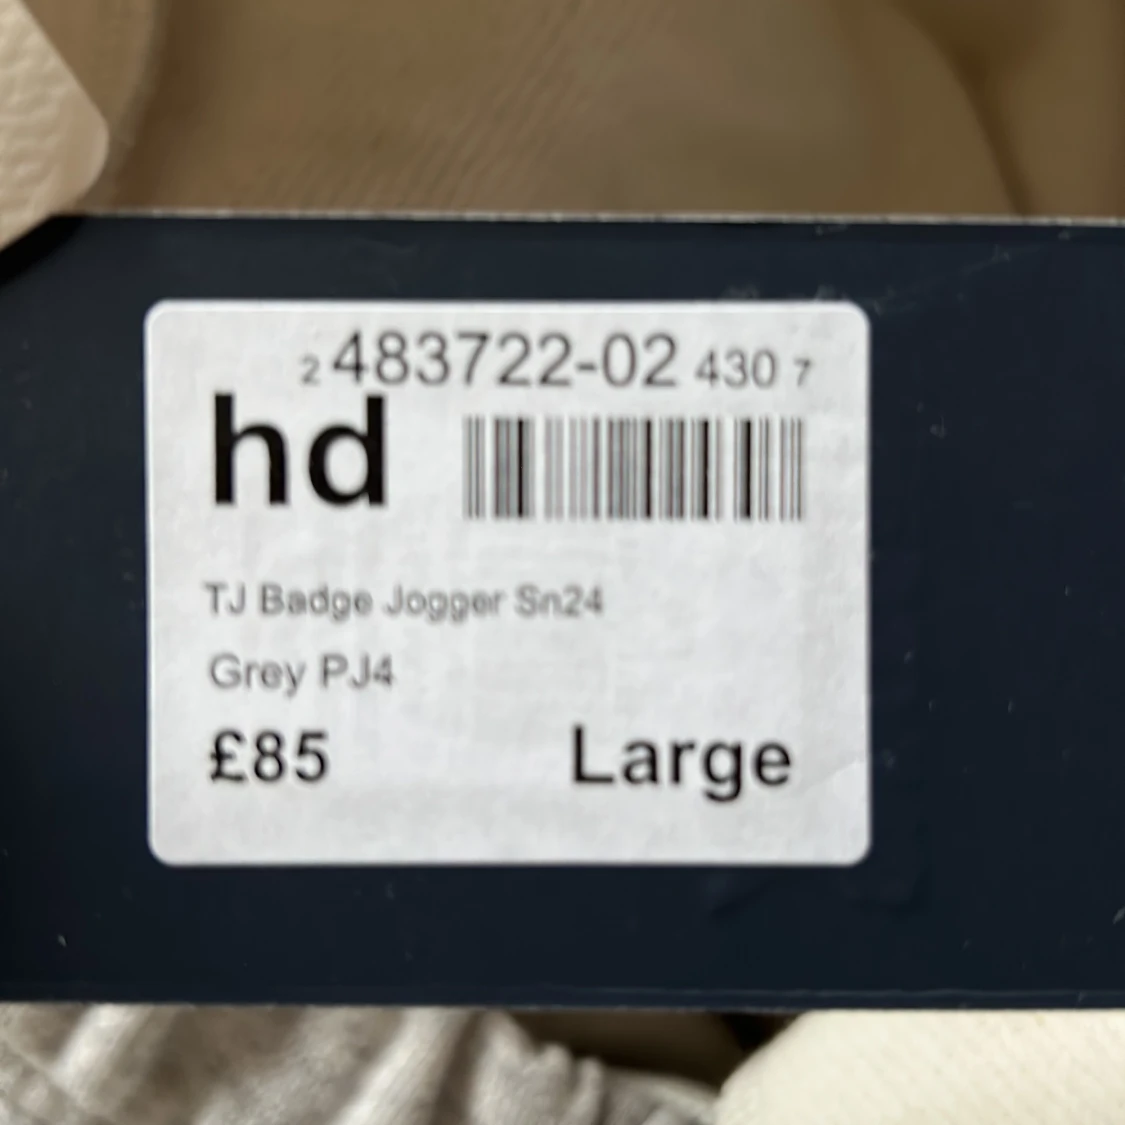 2 483722-02 430 7
hd
TJ Badge Jogger Sn24
Grey PJ4
£85 Large